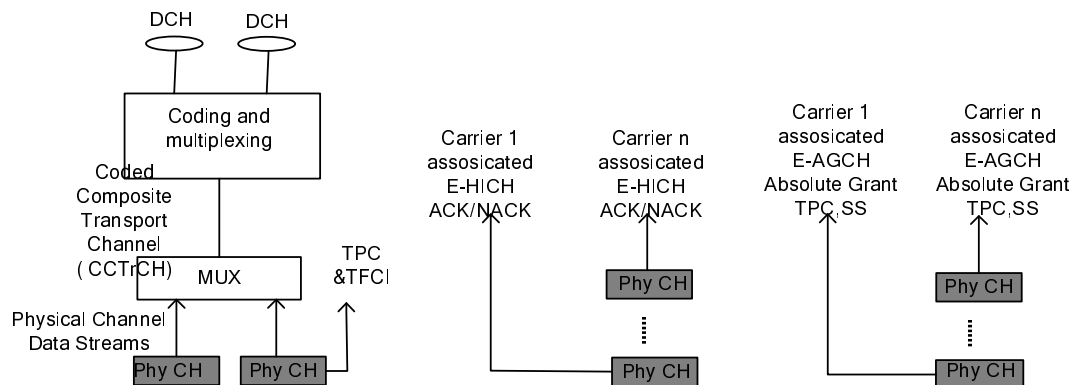 DCH
DCH
Coding and
multiplexing
Coded
Composite
Transport
Channel
( CCTrCH)
MUX
TPC
&TFCI
Physical Channel
Data Streams
Phy CH
Phy CH
Carrier 1
assosicated
E-HICH
ACK/NACK
Carrier n
assosicated
E-HICH
ACK/NACK
Phy CH
Phy CH
Carrier 1
assosicated
E-AGCH
Absolute Grant
TPC,SS
Carrier n
assosicated
E-AGCH
Absolute Grant
TPC,SS
Phy CH
Phy CH